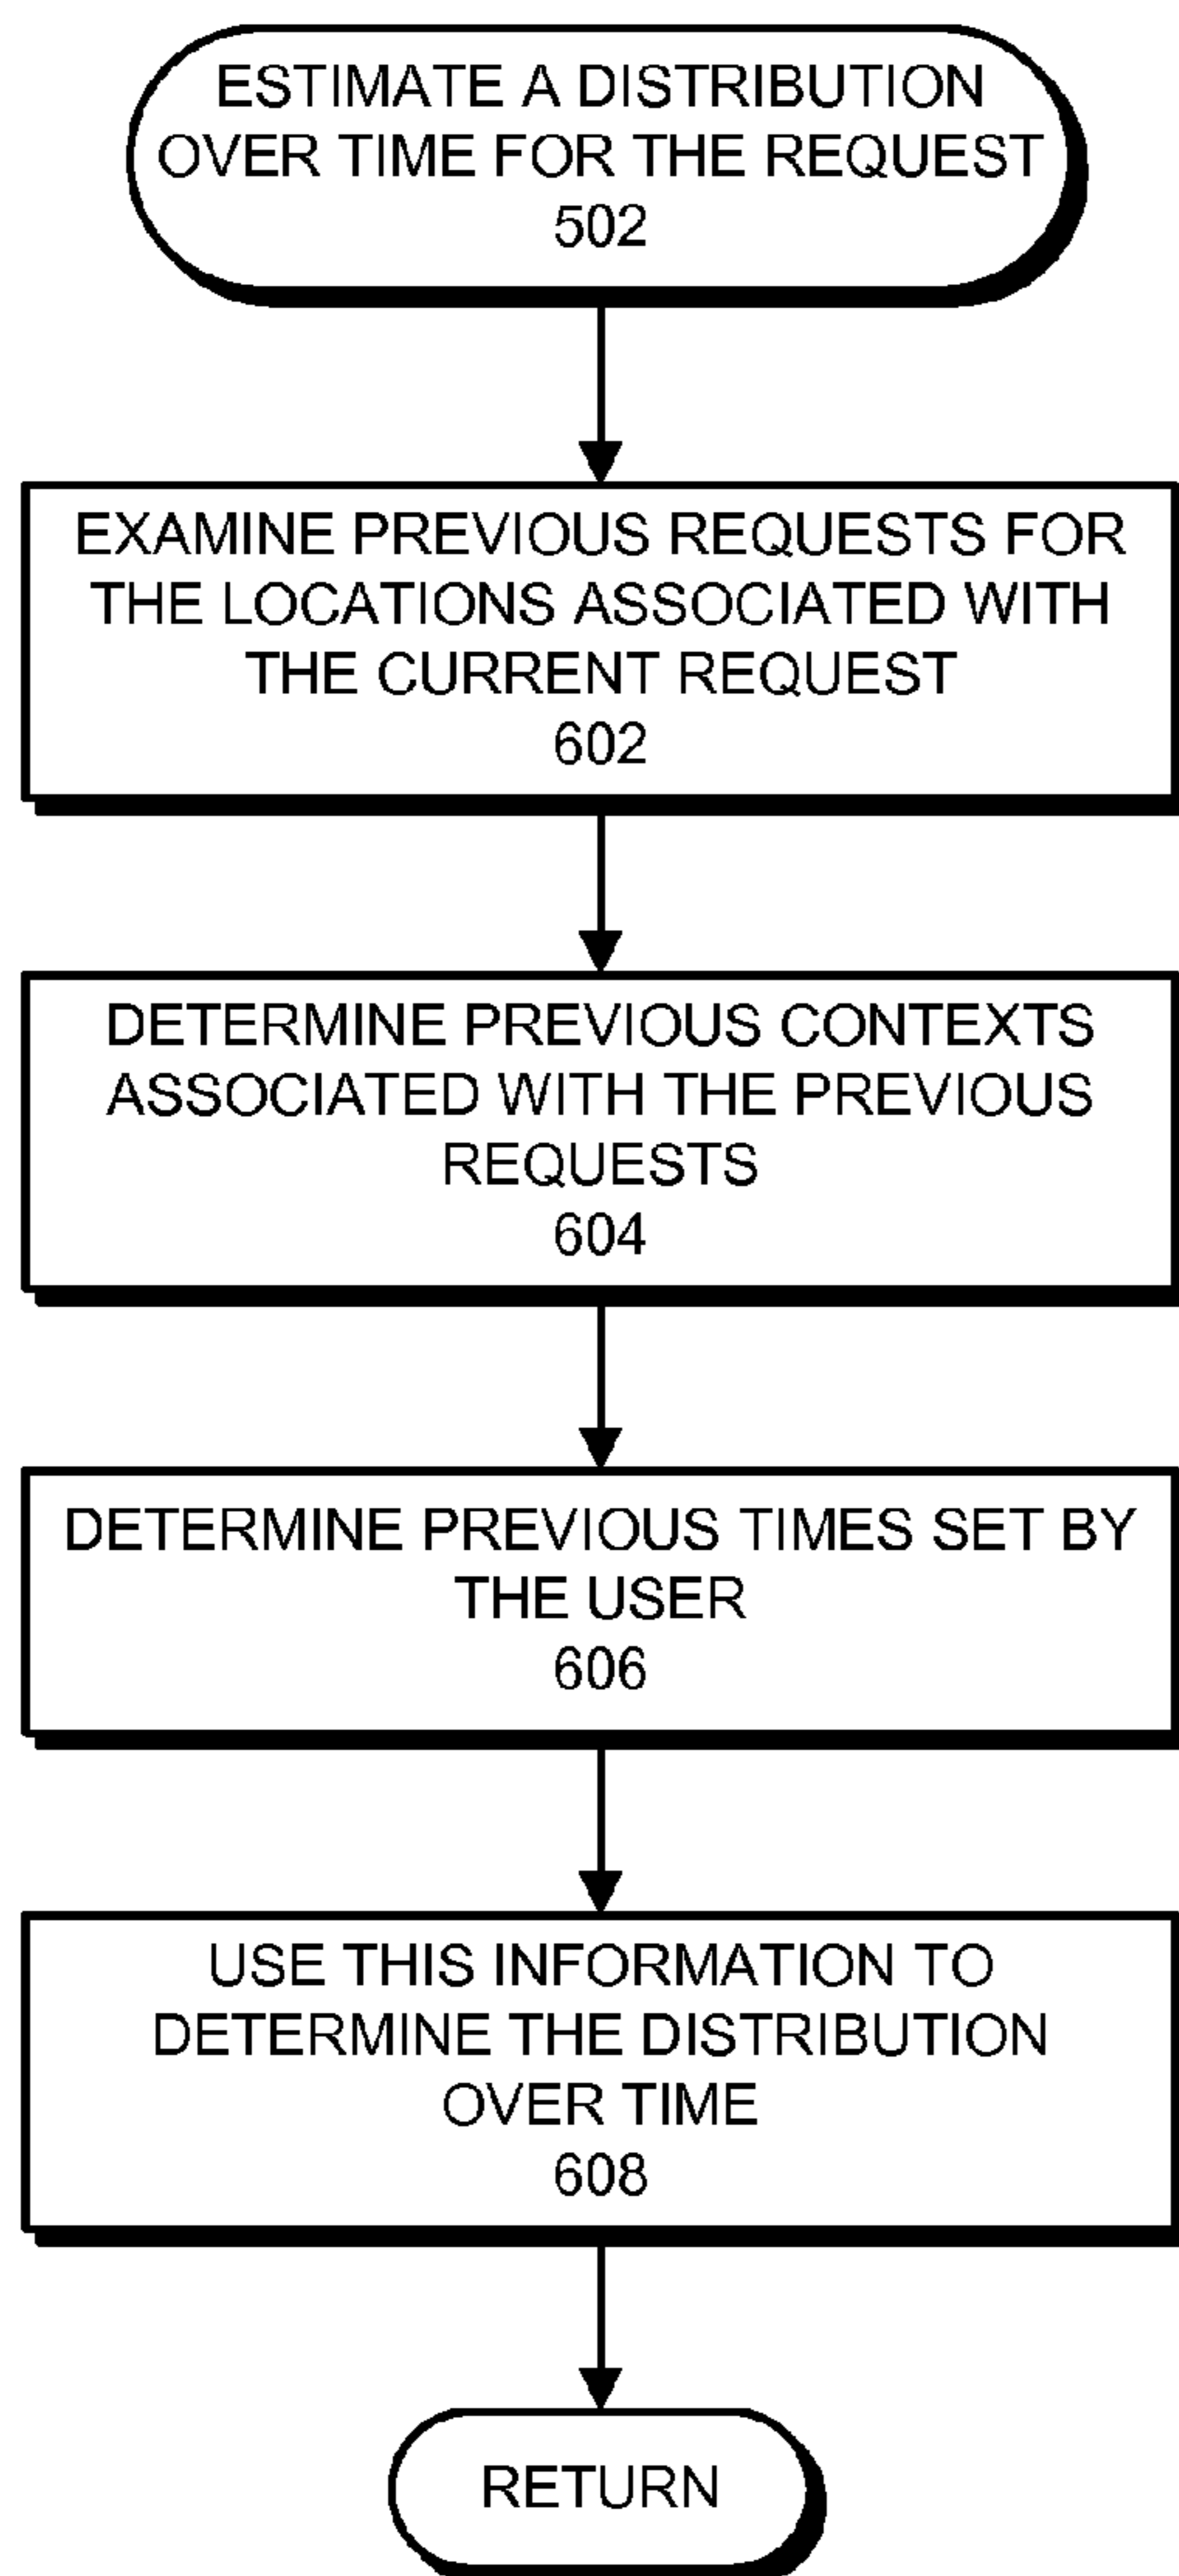 ESTIMATE A DISTRIBUTION
OVER TIME FOR THE REQUEST
502
EXAMINE PREVIOUS REQUESTS FOR
THE LOCATIONS ASSOCIATED WITH
THE CURRENT REQUEST
602
DETERMINE PREVIOUS CONTEXTS
ASSOCIATED WITH THE PREVIOUS
REQUESTS
604
DETERMINE PREVIOUS TIMES SET BY
THE USER
606
USE THIS INFORMATION TO
DETERMINE THE DISTRIBUTION
OVER TIME
608
RETURN